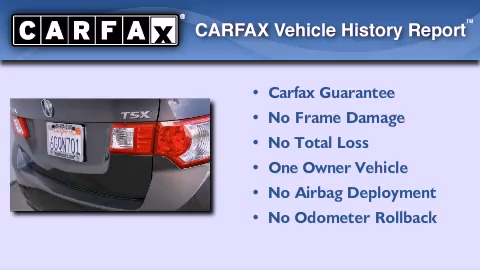 CARFAX® CARFAX Vehicle History Report™
TSX
• Carfax Guarantee
• No Frame Damage
• No Total Loss
• One Owner Vehicle
• No Airbag Deployment
• No Odometer Rollback